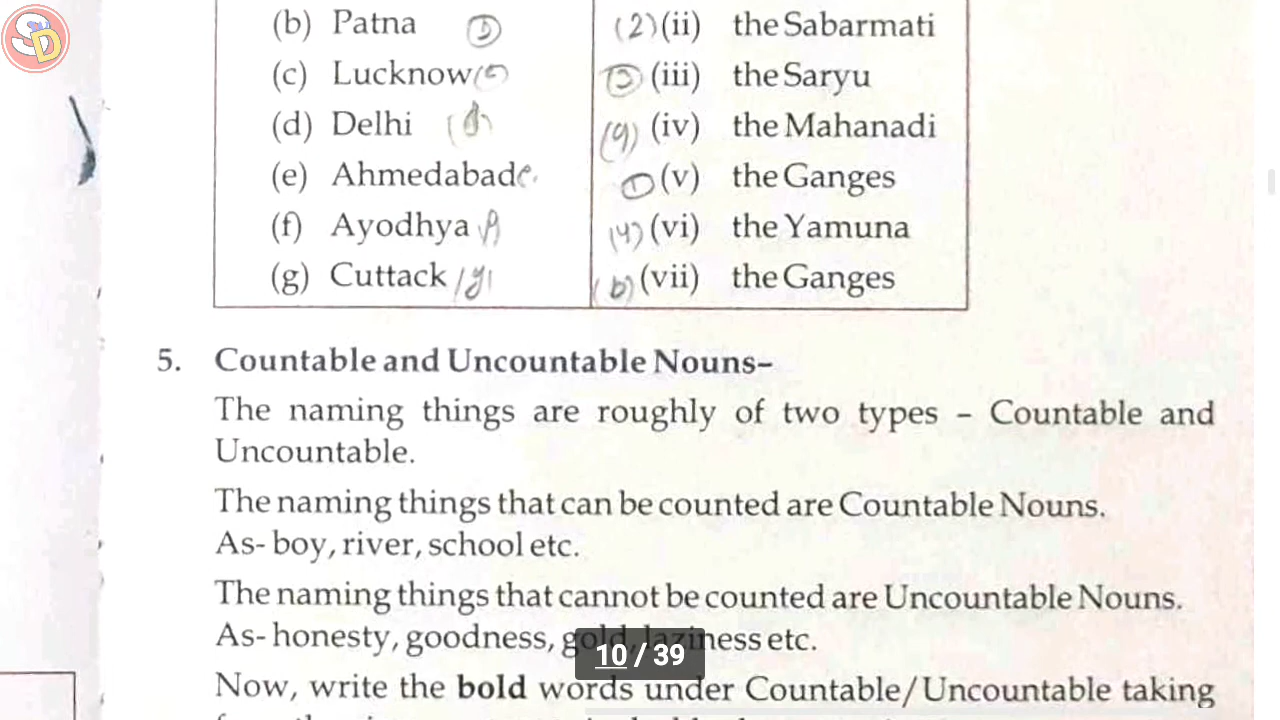 SD
(b) Patna (2) (ii) the Sabarmati
(c) Lucknow (iii) the Saryu
(d) Delhi (iv) the Mahanadi
(e) Ahmedabad (v) the Ganges
(f) Ayodhya (vi) the Yamuna
(g) Cuttack (vii) the Ganges
5. Countable and Uncountable Nouns–
The naming things are roughly of two types – Countable and
Uncountable.
The naming things that can be counted are Countable Nouns.
As- boy, river, school etc.
The naming things that cannot be counted are Uncountable Nouns.
As- honesty, goodness, gold, laziness etc.
10 / 39
Now, write the bold words under Countable/Uncountable taking